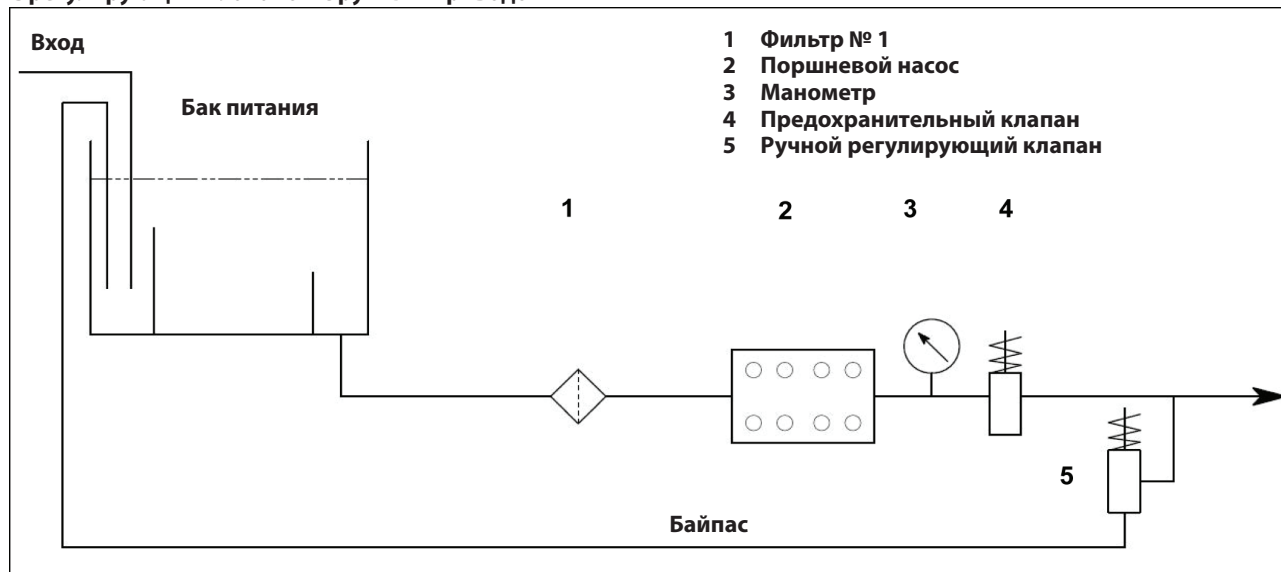 Вход
Бак питания
1 Фильтр № 1
2 Поршневой насос
3 Манометр
4 Предохранительный клапан
5 Ручной регулирующий клапан
1
2
3
4
5
Байпас